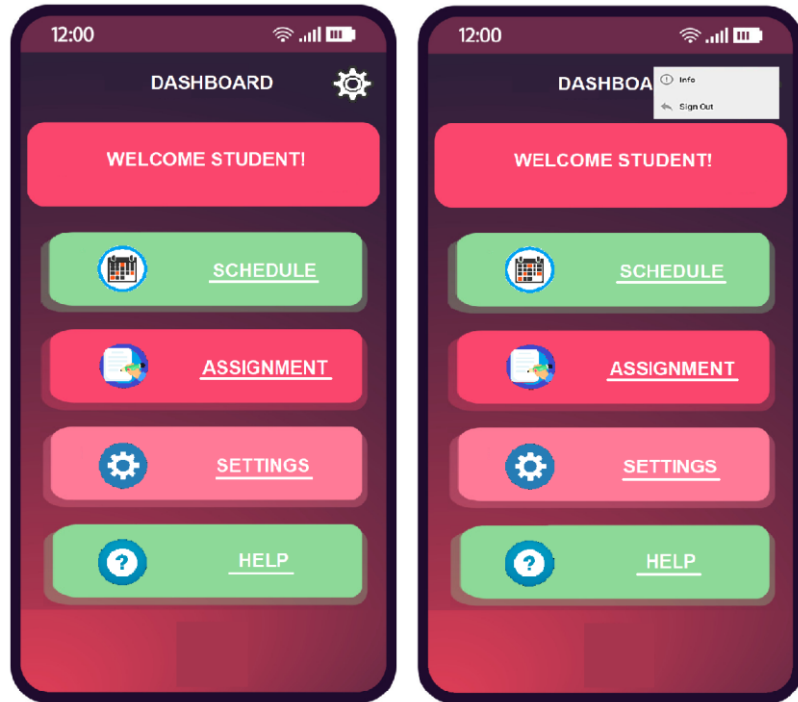 12:00
DASHBOARD
WELCOME STUDENT!
SCHEDULE
ASSIGNMENT
SETTINGS
?
HELP
12:00
DASHBOA
Info
Sign Out
WELCOME STUDENT!
SCHEDULE
ASSIGNMENT
SETTINGS
?
HELP